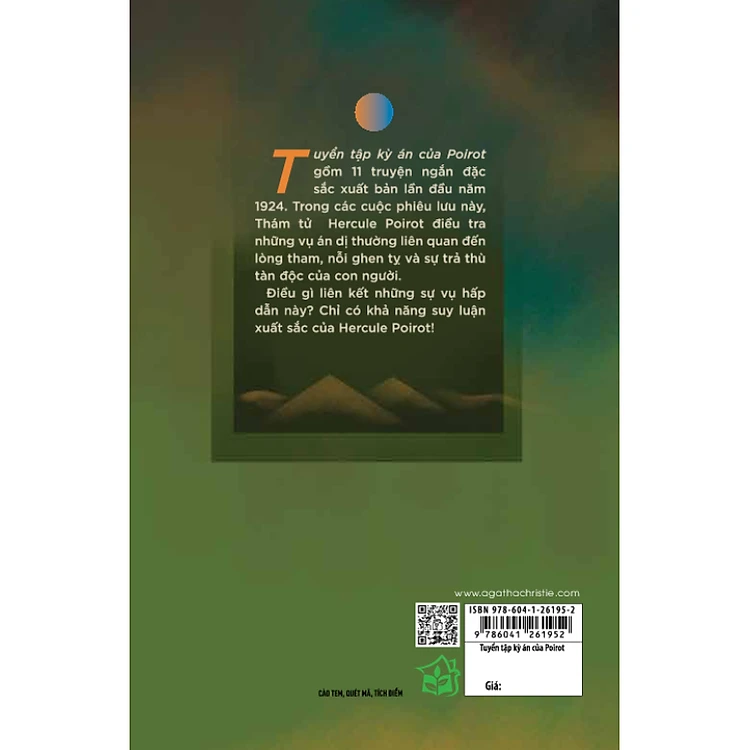 Tuyển tập kỳ án của Poirot
gồm 11 truyện ngắn đặc
sắc xuất bản lần đầu năm
1924. Trong các cuộc phiêu lưu này,
Thám tử Hercule Poirot điều tra
những vụ án dị thường liên quan đến
lòng tham, nỗi ghen tỵ và sự trả thù
tàn độc của con người.
Điều gì liên kết những sự vụ hấp
dẫn này? Chỉ có khả năng suy luận
xuất sắc của Hercule Poirot!
www.agathachristie.com
ISBN 978-604-1-26195-2
9 786041 261952
Tuyển tập kỳ án của Poirot
Giá:
CÀO TEM, QUÉT MÃ, TÍCH ĐIỂM